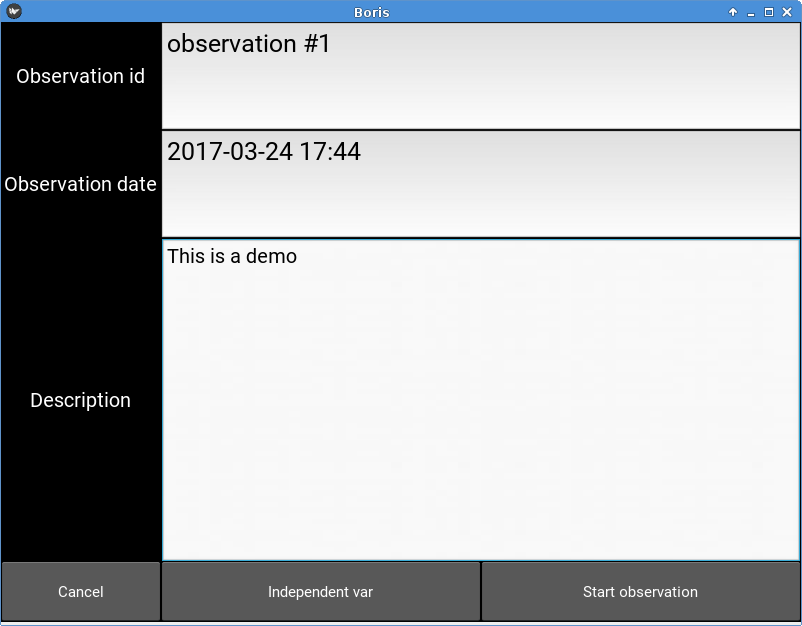 Boris
Observation id
observation #1
Observation date
2017-03-24 17:44
Description
This is a demo
Cancel
Independent var
Start observation